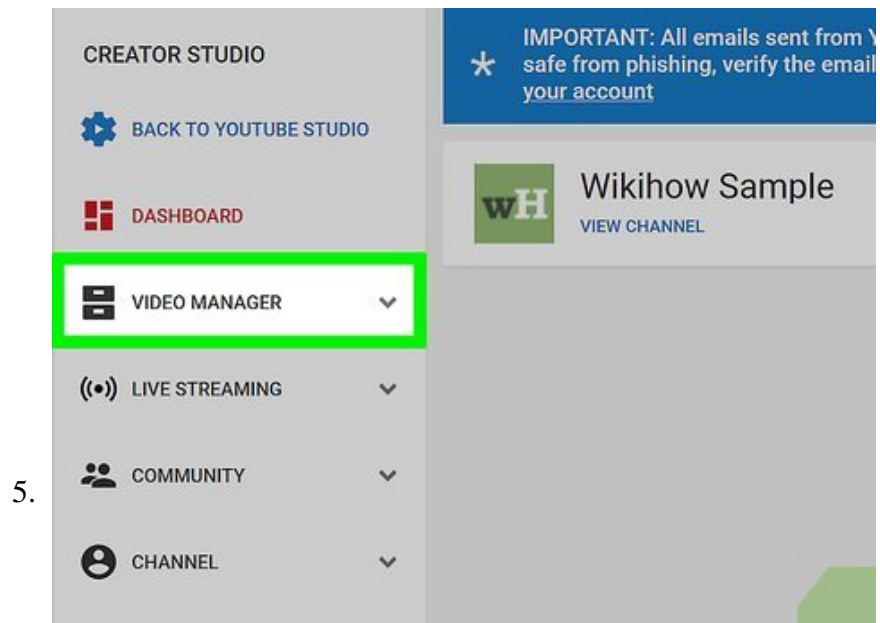 CREATOR STUDIO
BACK TO YOUTUBE STUDIO
DASHBOARD
VIDEO MANAGER
LIVE STREAMING
5.
COMMUNITY
CHANNEL
IMPORTANT: All emails sent from Y
safe from phishing, verify the email
your account
wH
Wikihow Sample
VIEW CHANNEL